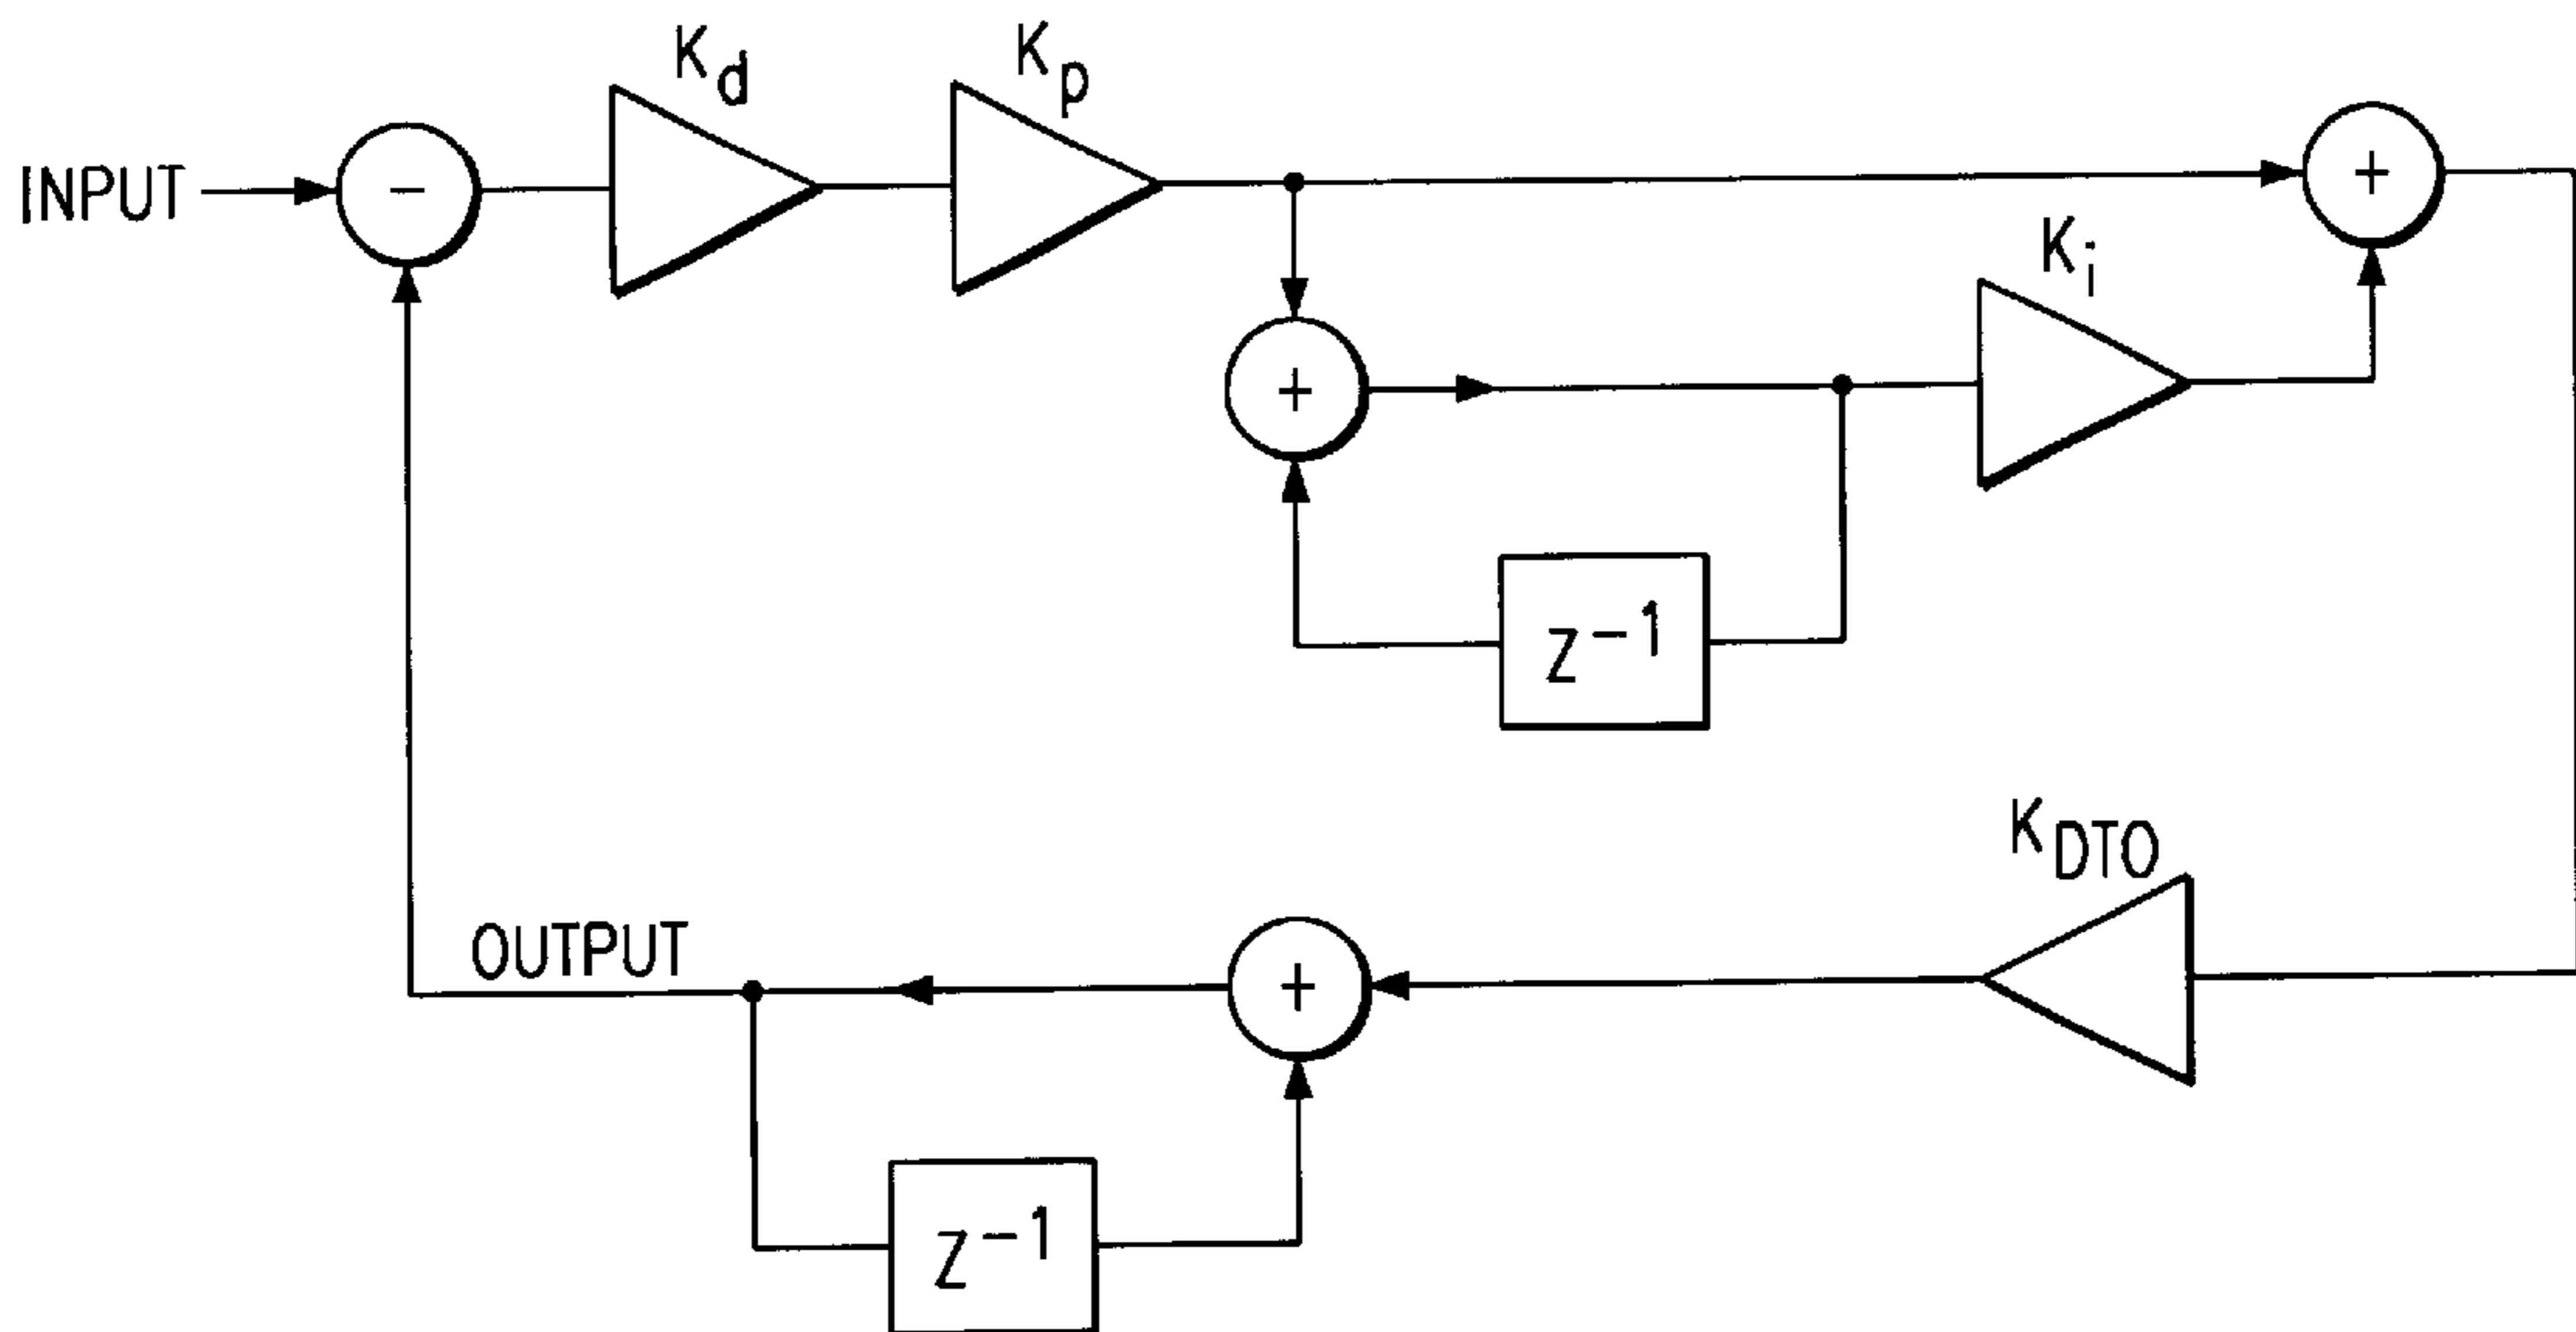 K_d
K_p
INPUT
-
+
K_i
+
z^-1
K_DTO
OUTPUT
+
z^-1